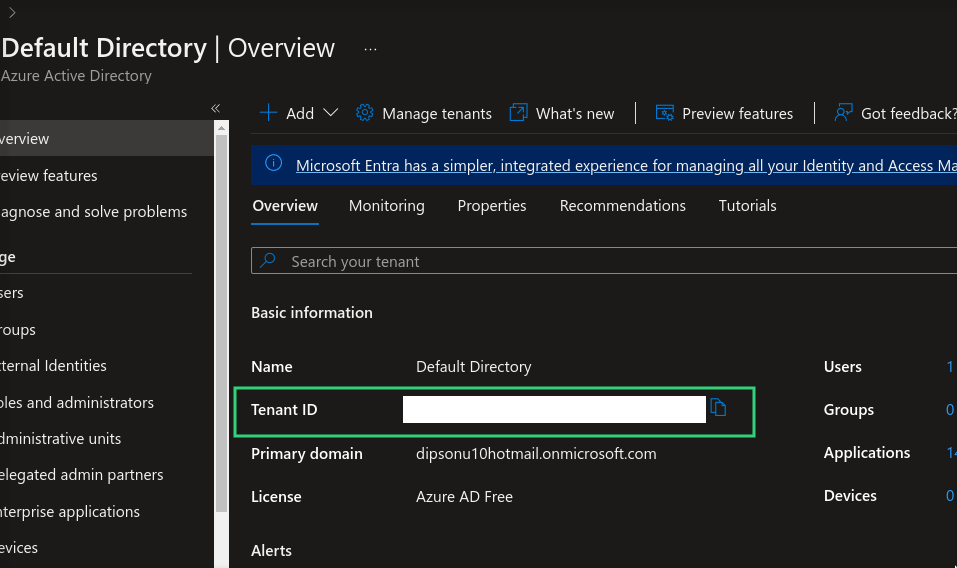 Default Directory | Overview ...
Azure Active Directory
Add Manage tenants What's new Preview features Got feedback?
Microsoft Entra has a simpler, integrated experience for managing all your Identity and Access Ma
verview
eview features
agnose and solve problems
ge
sers
roups
ternal Identities
oles and administrators
dministrative units
elegated admin partners
nterprise applications
evices
Overview Monitoring Properties Recommendations Tutorials
Search your tenant
Basic information
Name Default Directory Users 1
Tenant ID Groups 0
Primary domain dipsonu10hotmail.onmicrosoft.com Applications 14
License Azure AD Free Devices 0
Alerts